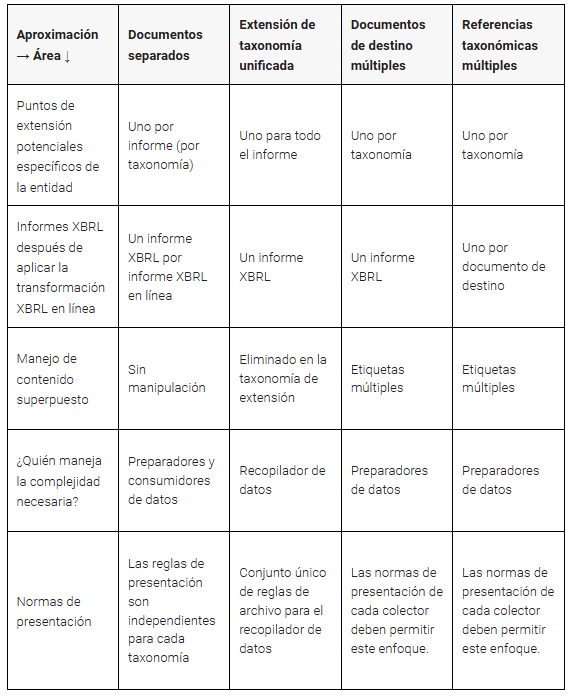 Aproximación
→ Área ↓
Documentos
separados
Extensión de
taxonomía
unificada
Documentos
de destino
múltiples
Referencias
taxonómicas
múltiples
Puntos de
extensión
potenciales
específicos de
la entidad
Uno por
informe (por
taxonomía)
Uno para todo
el informe
Uno por
taxonomía
Uno por
taxonomía
Informes XBRL
después de
aplicar la
transformación
XBRL en línea
Un informe
XBRL por
informe XBRL
en línea
Un informe
XBRL
Un informe
XBRL
Uno por
documento de
destino
Manejo de
contenido
superpuesto
Sin
manipulación
Eliminado en la
taxonomía de
extensión
Etiquetas
múltiples
Etiquetas
múltiples
¿Quién maneja
la complejidad
necesaria?
Preparadores y
consumidores
de datos
Recopilador de
datos
Preparadores
de datos
Preparadores
de datos
Normas de
presentación
Las reglas de
presentación
son
independientes
para cada
taxonomía
Conjunto único
de reglas de
archivo para el
recopilador de
datos
Las normas de
presentación de
cada colector
deben permitir
este enfoque.
Las normas de
presentación de
cada colector
deben permitir
este enfoque.